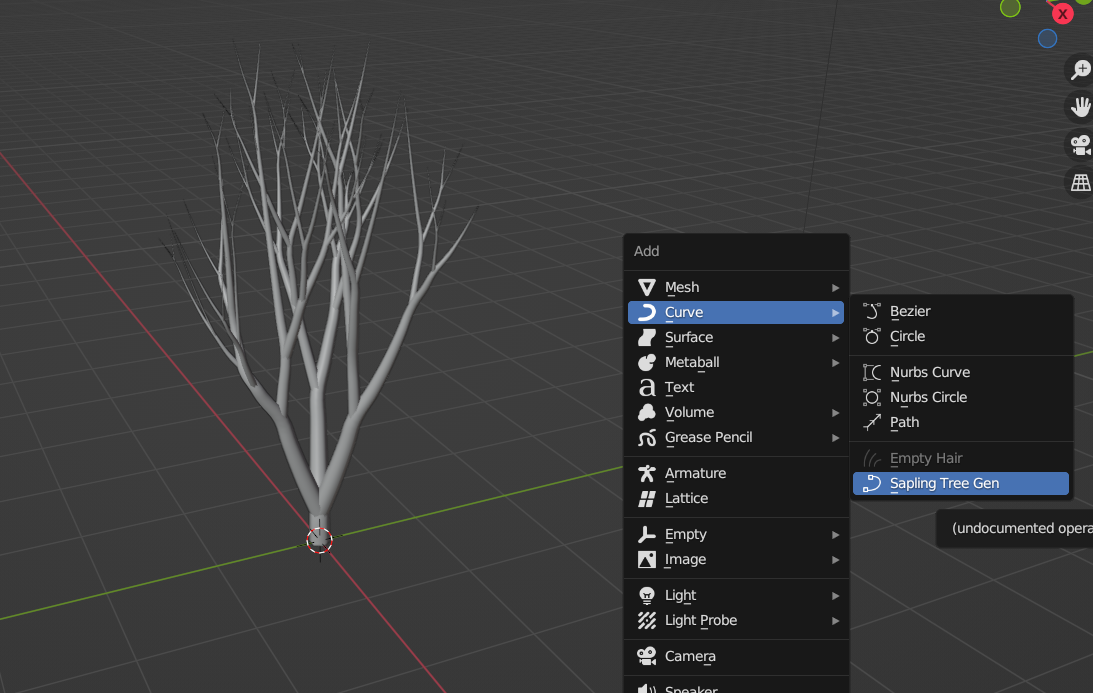 X
Add
Mesh
Curve
Surface
Metaball
Text
Volume
Grease Pencil
Armature
Lattice
Empty
Image
Light
Light Probe
Camera
Speaker
Bezier
Circle
Nurbs Curve
Nurbs Circle
Path
Empty Hair
Sapling Tree Gen
(undocumented opera